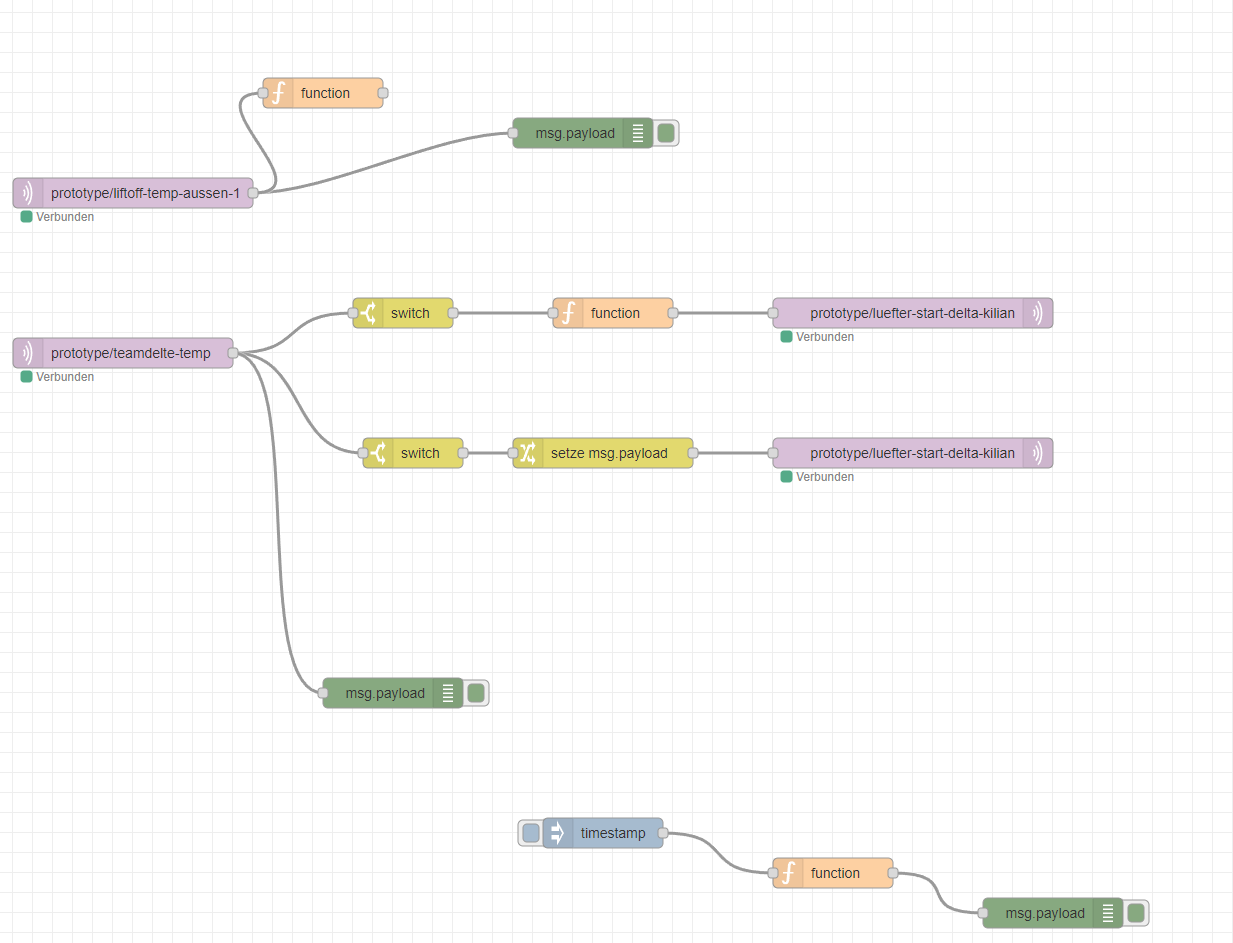 function
msg.payload
prototype/liftoff-temp-aussen-1
Verbunden
switch
function
prototype/luefter-start-delta-kilian
Verbunden
prototype/teamdelte-temp
Verbunden
switch
setze msg.payload
prototype/luefter-start-delta-kilian
Verbunden
msg.payload
timestamp
function
msg.payload